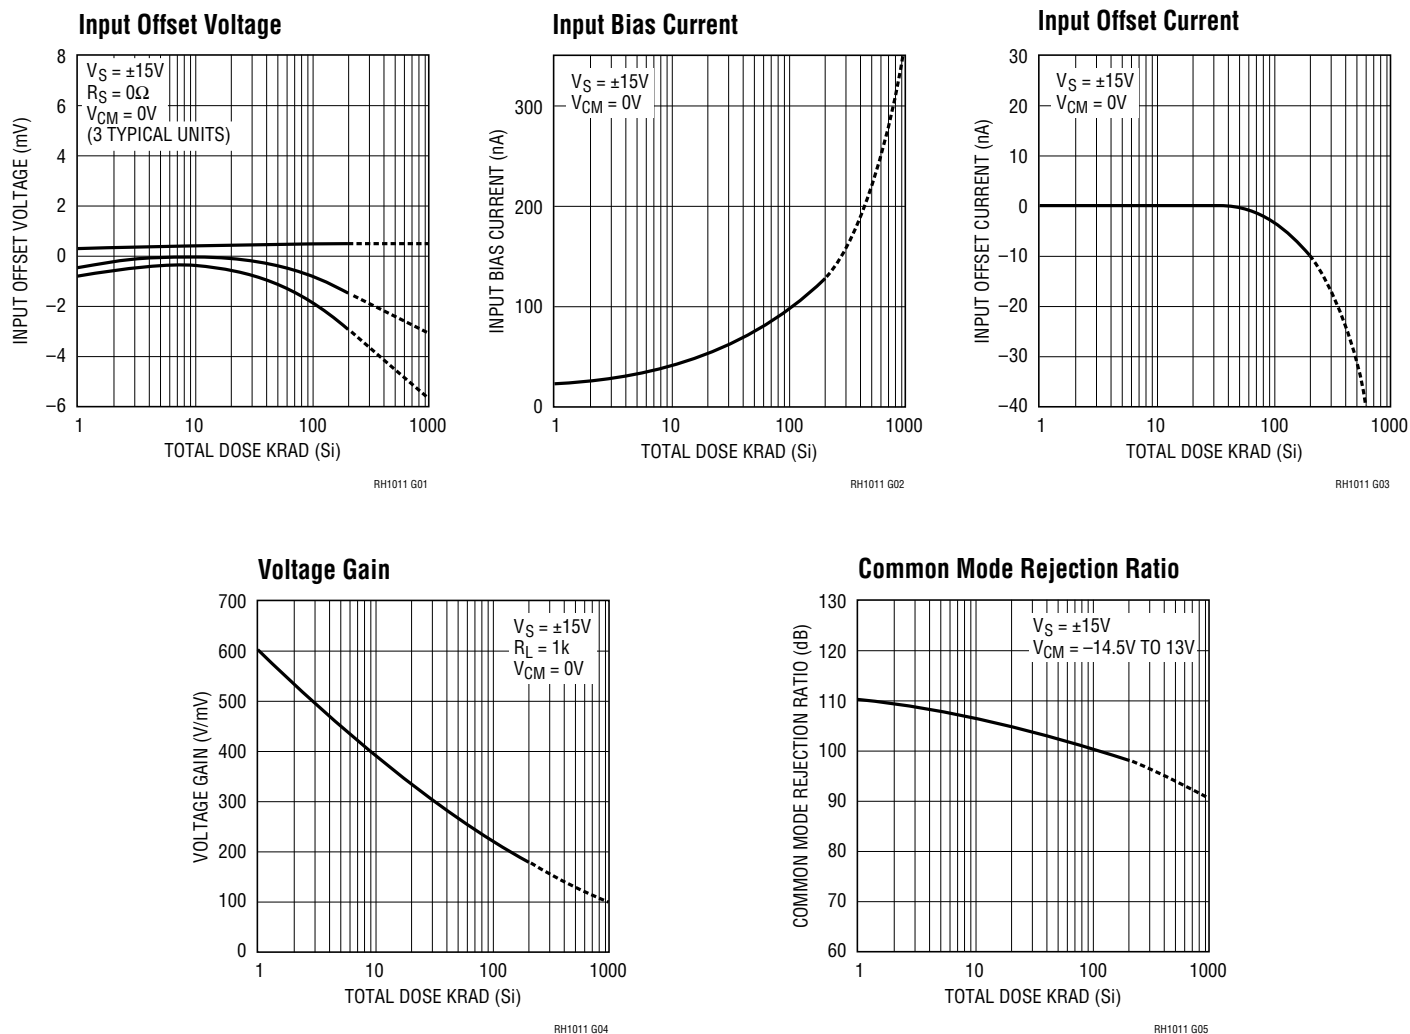 Input Offset Voltage
8
6
4
2
0
–2
–4
–6
INPUT OFFSET VOLTAGE (mV)
VS = ±15V
RS = 0Ω
VCM = 0V
(3 TYPICAL UNITS)
1 10 100 1000
TOTAL DOSE KRAD (Si)
RH1011 G01
Input Bias Current
300
200
100
0
INPUT BIAS CURRENT (nA)
VS = ±15V
VCM = 0V
1 10 100 1000
TOTAL DOSE KRAD (Si)
RH1011 G02
Input Offset Current
30
20
10
0
–10
–20
–30
–40
INPUT OFFSET CURRENT (nA)
VS = ±15V
VCM = 0V
1 10 100 1000
TOTAL DOSE KRAD (Si)
RH1011 G03
Voltage Gain
700
600
500
400
300
200
100
0
VOLTAGE GAIN (V/mV)
VS = ±15V
RL = 1k
VCM = 0V
1 10 100 1000
TOTAL DOSE KRAD (Si)
RH1011 G04
Common Mode Rejection Ratio
130
120
110
100
90
80
70
60
COMMON MODE REJECTION RATIO (dB)
VS = ±15V
VCM = –14.5V TO 13V
1 10 100 1000
TOTAL DOSE KRAD (Si)
RH1011 G05